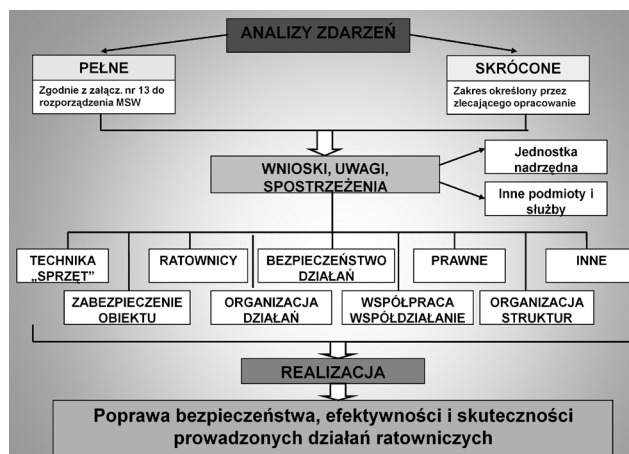 ANALIZY ZDARZEŃ
PEŁNE
Zgodnie z załącz. nr 13 do
rozporządzenia MSW
SKRÓCONE
Zakres określony przez
zlecającego opracowanie
WNIOSKI, UWAGI,
SPOSTRZEŻENIA
Jednostka
nadrzędna
Inne podmioty i
służby
TECHNIKA
„SPRZĘT”
RATOWNICY
BEZPIECZEŃSTWO
DZIAŁAŃ
PRAWNE
INNE
ZABEZPIECZENIE
OBIEKTU
ORGANIZACJA
DZIAŁAŃ
WSPÓŁPRACA
WSPÓŁDZIAŁANIE
ORGANIZACJA
STRUKTUR
REALIZACJA
Poprawa bezpieczeństwa, efektywności i skuteczności
prowadzonych działań ratowniczych